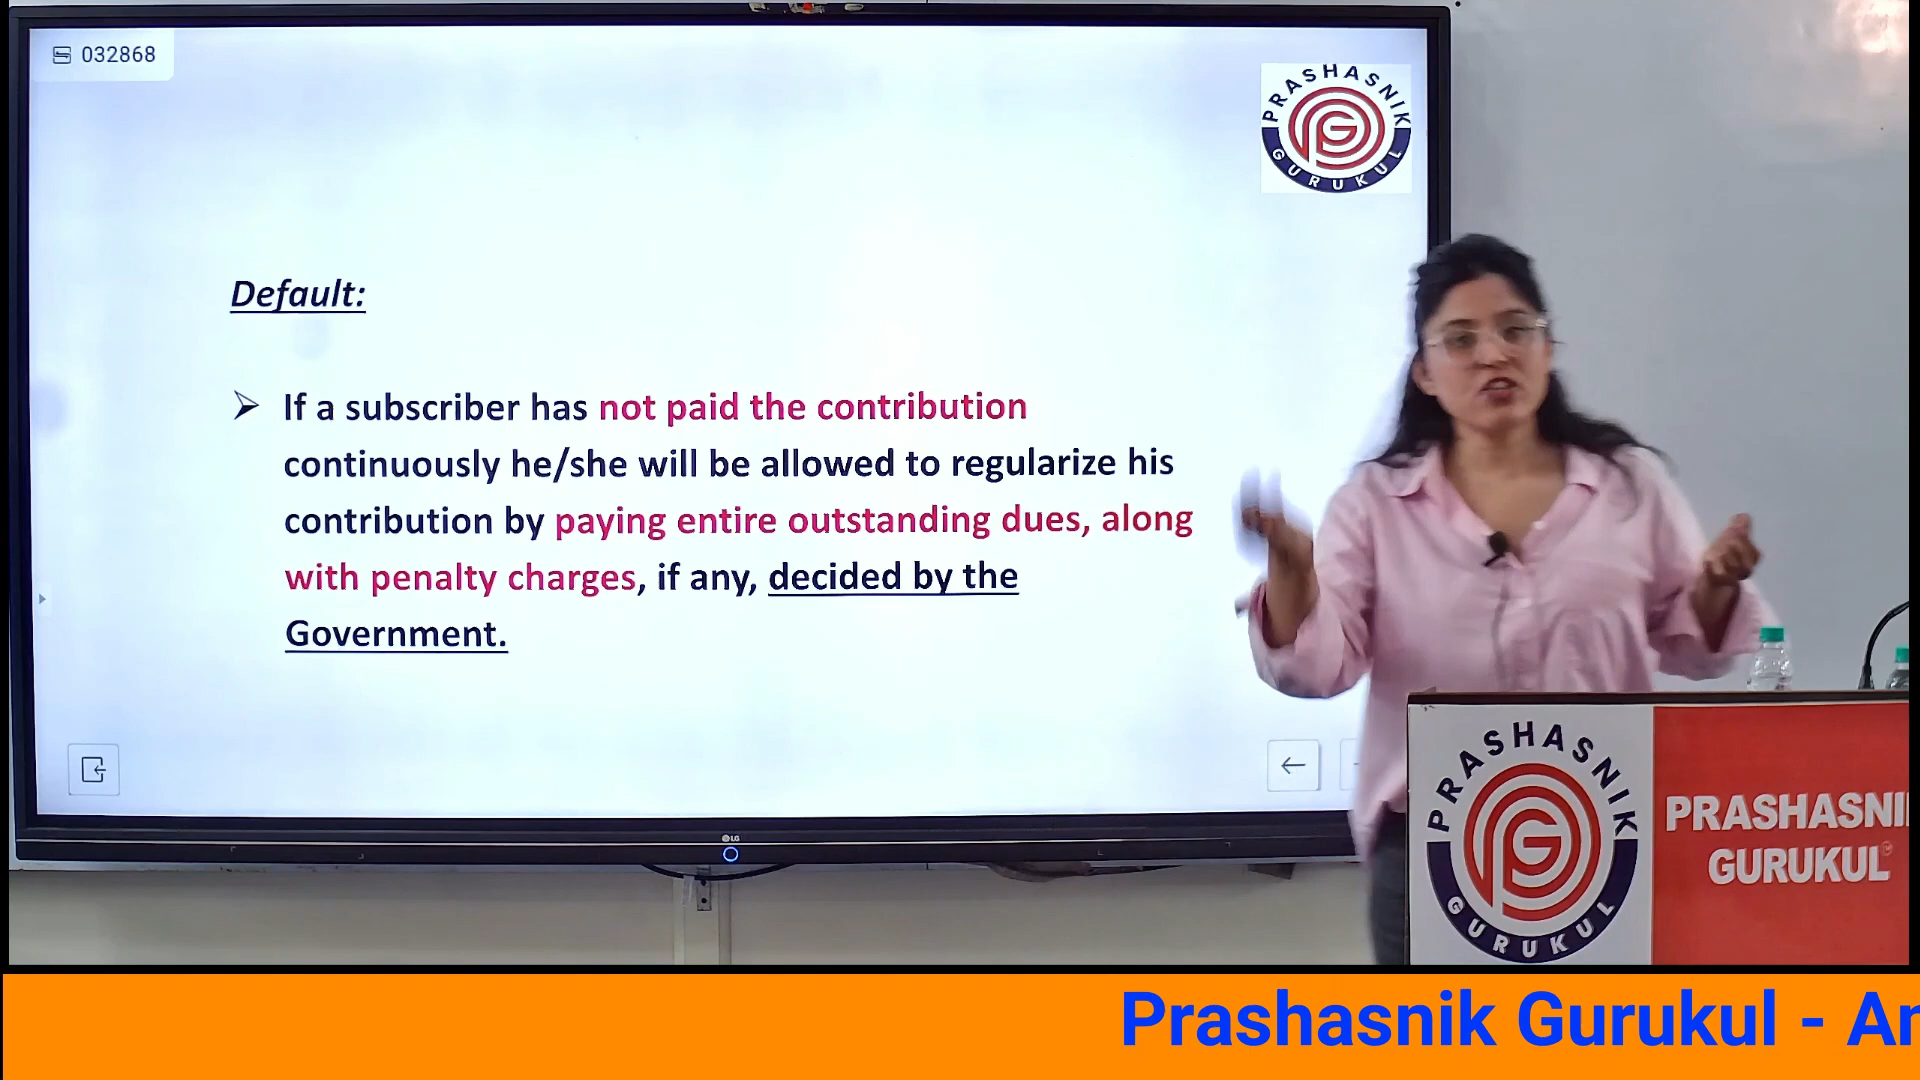 032868
PRASHASNIK
GURUKUL
Default:
➢ If a subscriber has not paid the contribution
continuously he/she will be allowed to regularize his
contribution by paying entire outstanding dues, along
with penalty charges, if any, decided by the
Government.
LG
PRASHASNIK
GURUKUL
PRASHASNI
GURUKUL
Prashasnik Gurukul - An